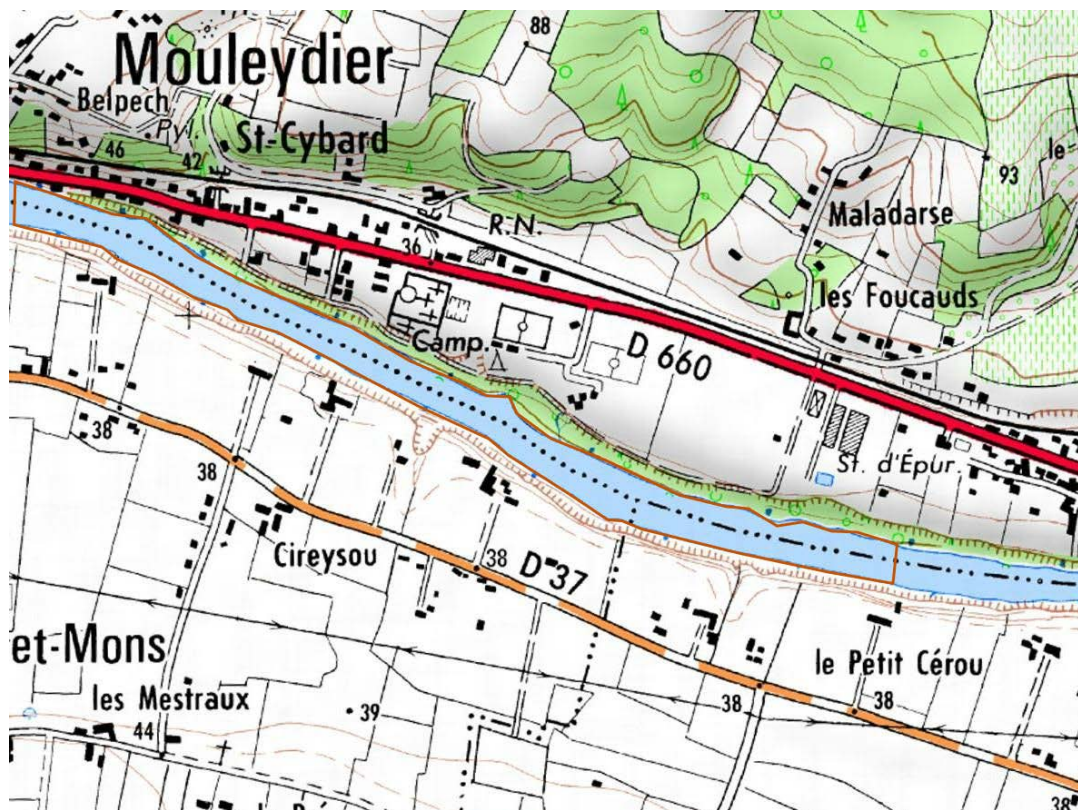 88
Mouleydier
Belpech
Pyl.
St-Cybard
46
42
93
le
Maladarse
R.N.
36
les Foucauds
Camp.
D 660
38
38
St. d'Épur.
Cireysou
38
D 37
et-Mons
le Petit Cérou
les Mestraux
38
38
39
44
38